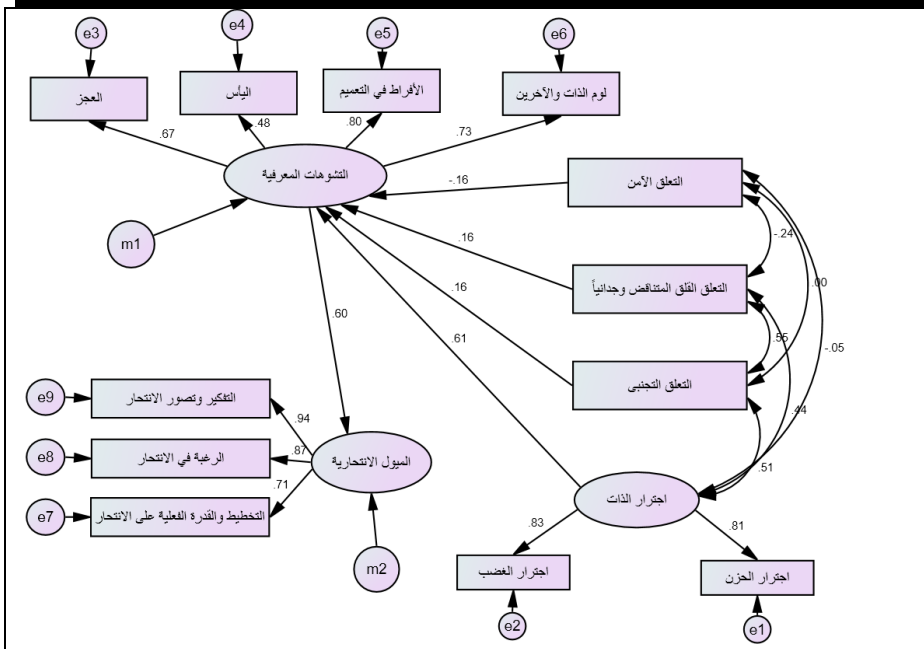 e3
e4
e5
e6
العجز
اليأس
الأفراط في التعميم
لوم الذات والآخرين
.67
.48
.80
.73
التشوهات المعرفية
التعلق الآمن
-.16
m1
-.24
.16
التعلق القلق المتناقض وجدانياً
.00
.16
.60
.61
.55
-.05
التعلق التجنبى
e9
التفكير وتصور الانتحار
.94
.44
e8
الرغبة في الانتحار
.87
الميول الانتحارية
.51
.71
اجترار الذات
e7
التخطيط والقدرة الفعلية على الانتحار
.83
.81
m2
اجترار الغضب
اجترار الحزن
e2
e1